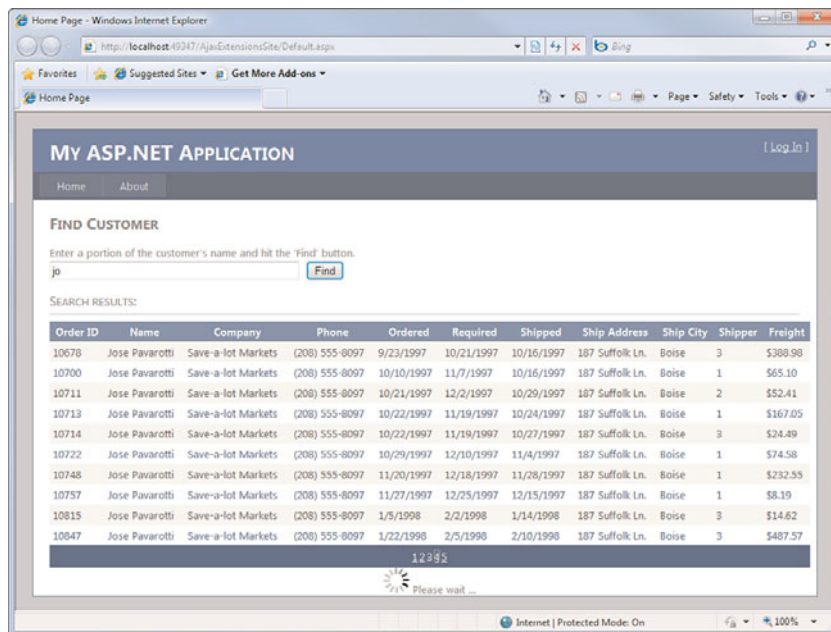 Home Page - Windows Internet Explorer
http://localhost:49347/AjaxExtensionsSite/Default.aspx
Bing
Favorites Suggested Sites Get More Add-ons
Home Page Page Safety Tools
MY ASP.NET APPLICATION [ Log In ]
Home About
FIND CUSTOMER
Enter a portion of the customer's name and hit the 'Find' button.
jo Find
SEARCH RESULTS:
Order ID Name Company Phone Ordered Required Shipped Ship Address Ship City Shipper Freight
10678 Jose Pavarotti Save-a-lot Markets (208) 555-8097 9/23/1997 10/21/1997 10/16/1997 187 Suffolk Ln. Boise 3 $388.98
10700 Jose Pavarotti Save-a-lot Markets (208) 555-8097 10/10/1997 11/7/1997 10/16/1997 187 Suffolk Ln. Boise 1 $65.10
10711 Jose Pavarotti Save-a-lot Markets (208) 555-8097 10/21/1997 12/2/1997 10/29/1997 187 Suffolk Ln. Boise 2 $52.41
10713 Jose Pavarotti Save-a-lot Markets (208) 555-8097 10/22/1997 11/19/1997 10/24/1997 187 Suffolk Ln. Boise 1 $167.05
10714 Jose Pavarotti Save-a-lot Markets (208) 555-8097 10/22/1997 11/19/1997 10/27/1997 187 Suffolk Ln. Boise 3 $24.49
10722 Jose Pavarotti Save-a-lot Markets (208) 555-8097 10/29/1997 12/10/1997 11/4/1997 187 Suffolk Ln. Boise 1 $74.58
10748 Jose Pavarotti Save-a-lot Markets (208) 555-8097 11/20/1997 12/18/1997 11/28/1997 187 Suffolk Ln. Boise 1 $232.55
10757 Jose Pavarotti Save-a-lot Markets (208) 555-8097 11/27/1997 12/25/1997 12/15/1997 187 Suffolk Ln. Boise 1 $8.19
10815 Jose Pavarotti Save-a-lot Markets (208) 555-8097 1/5/1998 2/2/1998 1/14/1998 187 Suffolk Ln. Boise 3 $14.62
10847 Jose Pavarotti Save-a-lot Markets (208) 555-8097 1/22/1998 2/5/1998 2/10/1998 187 Suffolk Ln. Boise 3 $487.57
12345
Please wait ...
Internet | Protected Mode: On 100%